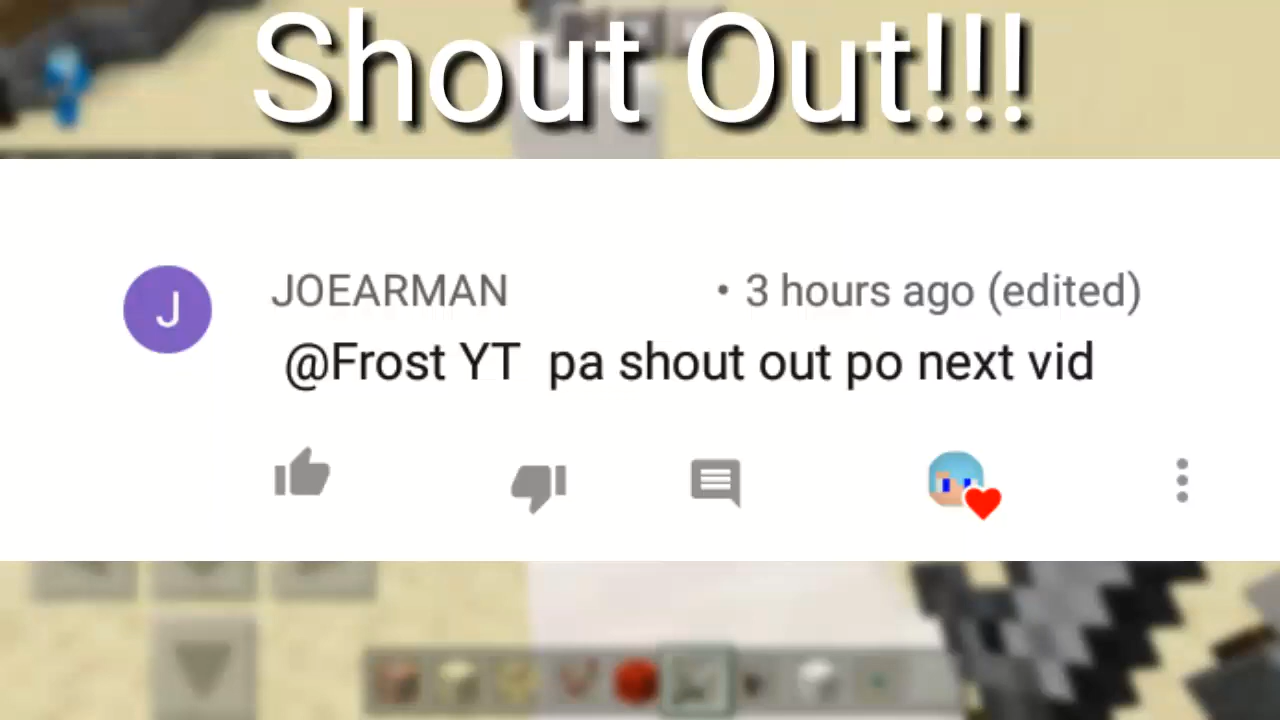 Shout Out!!!
J
JOEARMAN • 3 hours ago (edited)
@Frost YT pa shout out po next vid